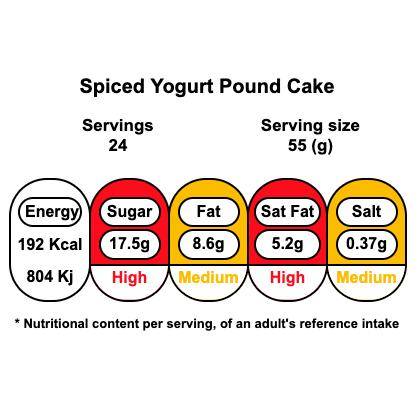 Spiced Yogurt Pound Cake
Servings
24
Serving size
55 (g)
Energy
192 Kcal
804 Kj
Sugar
17.5g
High
Fat
8.6g
Medium
Sat Fat
5.2g
High
Salt
0.37g
Medium
* Nutritional content per serving, of an adult's reference intake